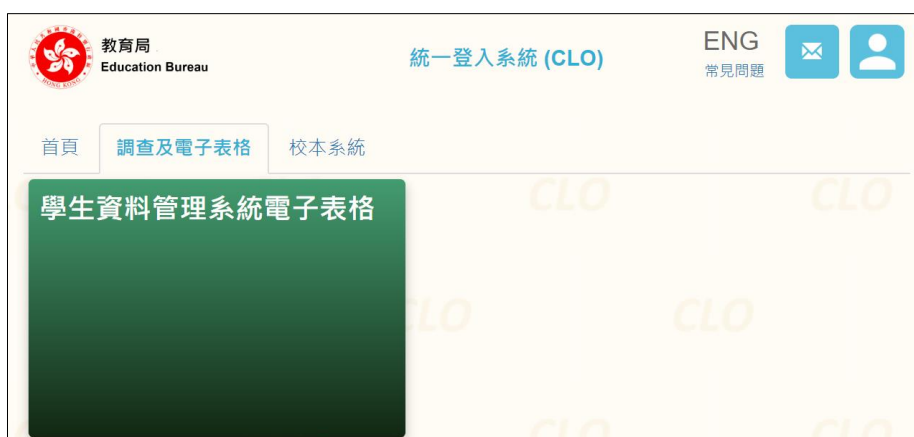 教育局
Education Bureau
統一登入系統 (CLO)
ENG
常見問題
首頁 調查及電子表格 校本系統
學生資料管理系統電子表格
CLO CLO
CLO CLO
CLO CLO